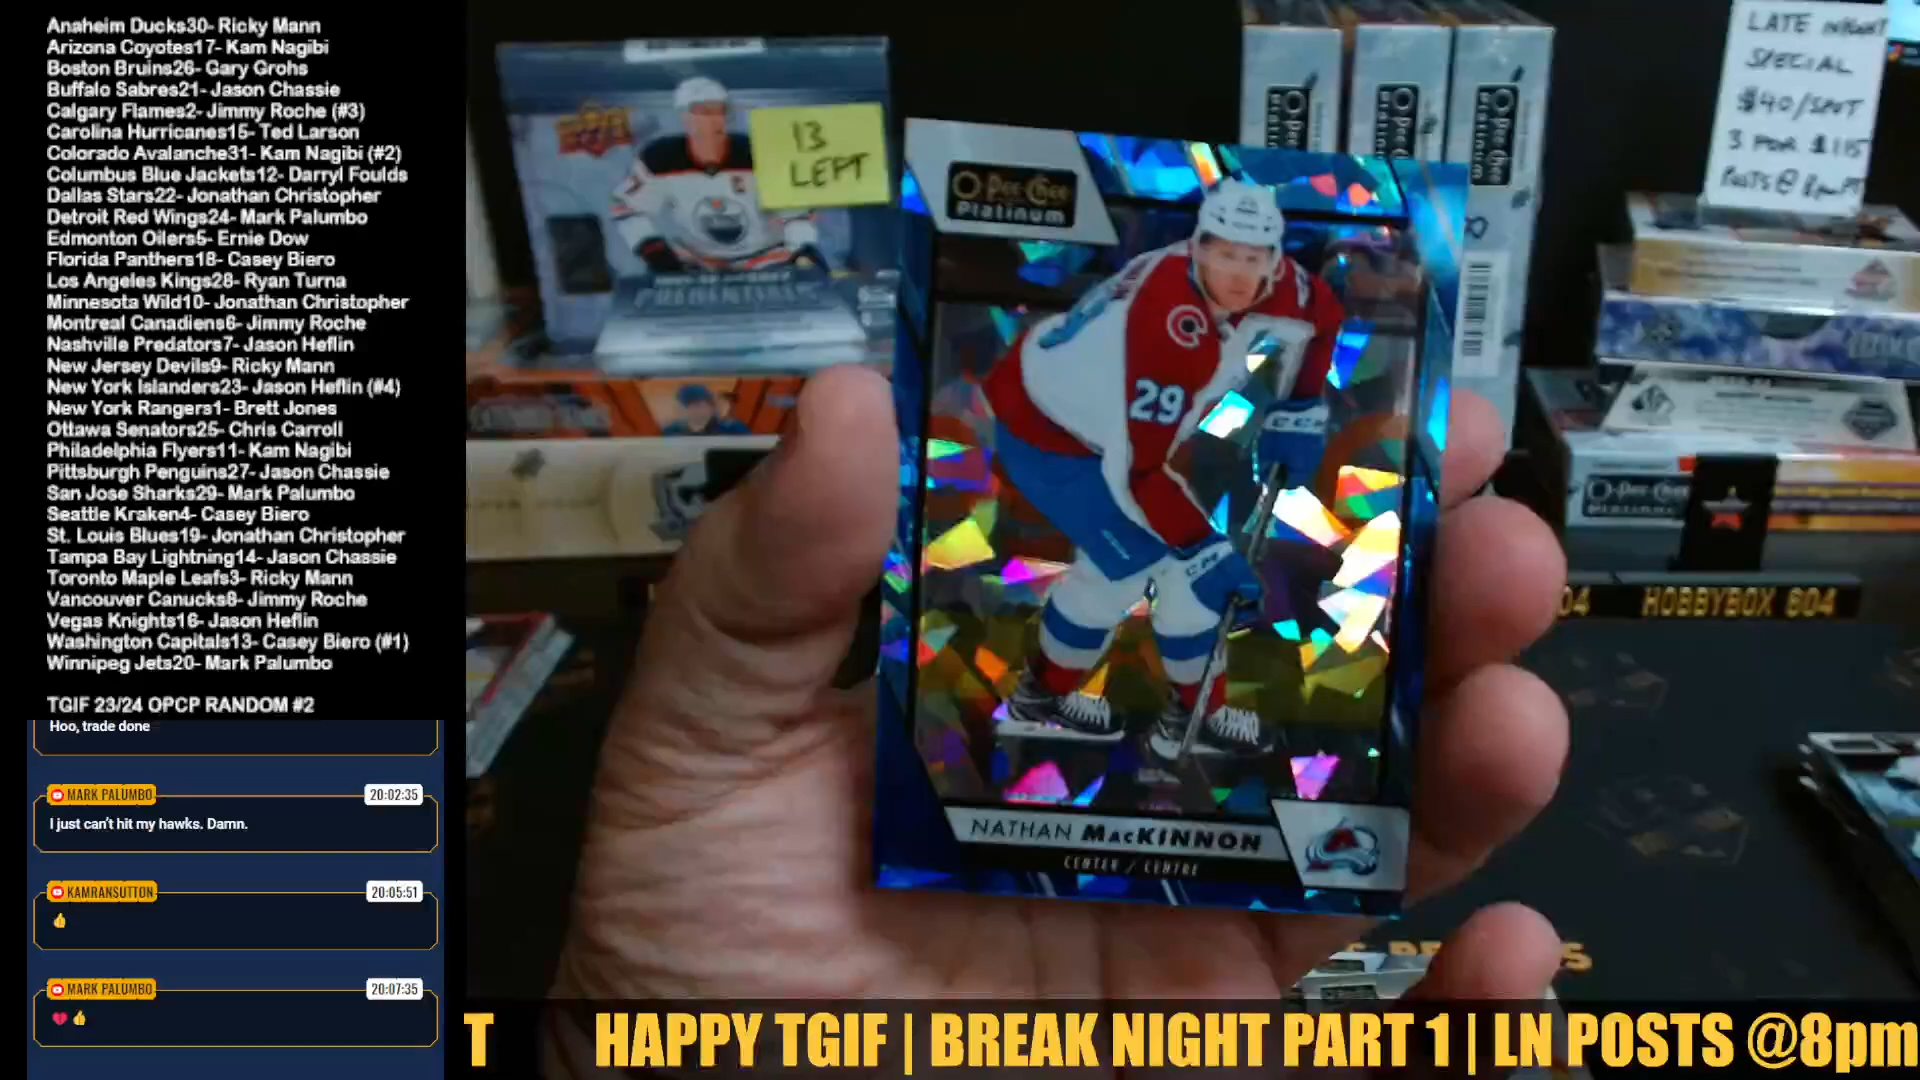 Anaheim Ducks30- Ricky Mann
Arizona Coyotes17- Kam Nagibi
Boston Bruins26- Gary Grohs
Buffalo Sabres21- Jason Chassie
Calgary Flames2- Jimmy Roche (#3)
Carolina Hurricanes15- Ted Larson
Colorado Avalanche31- Kam Nagibi (#2)
Columbus Blue Jackets12- Darryl Foulds
Dallas Stars22- Jonathan Christopher
Detroit Red Wings24- Mark Palumbo
Edmonton Oilers5- Ernie Dow
Florida Panthers18- Casey Biero
Los Angeles Kings28- Ryan Turna
Minnesota Wild10- Jonathan Christopher
Montreal Canadiens6- Jimmy Roche
Nashville Predators7- Jason Heflin
New Jersey Devils9- Ricky Mann
New York Islanders23- Jason Heflin (#4)
New York Rangers1- Brett Jones
Ottawa Senators25- Chris Carroll
Philadelphia Flyers11- Kam Nagibi
Pittsburgh Penguins27- Jason Chassie
San Jose Sharks29- Mark Palumbo
Seattle Kraken4- Casey Biero
St. Louis Blues19- Jonathan Christopher
Tampa Bay Lightning14- Jason Chassie
Toronto Maple Leafs3- Ricky Mann
Vancouver Canucks8- Jimmy Roche
Vegas Knights16- Jason Heflin
Washington Capitals13- Casey Biero (#1)
Winnipeg Jets20- Mark Palumbo
TGIF 23/24 OPCP RANDOM #2
Hoo, trade done
MARK PALUMBO 20:02:35
I just can't hit my hawks. Damn.
KAMRANSUTTON 20:05:51
👍
MARK PALUMBO 20:07:35
💔👍
13
LEFT
O-Pee-Chee
Platinum
29
CCM
NATHAN MacKINNON
CENTER / CENTRE
LATE NIGHT
SPECIAL
$40/SPOT
3 FOR $115
POSTS @ 8pm PT
O-Pee-Chee
PLATINUM
04 HOBBYBOX 604
T HAPPY TGIF | BREAK NIGHT PART 1 | LN POSTS @8pm